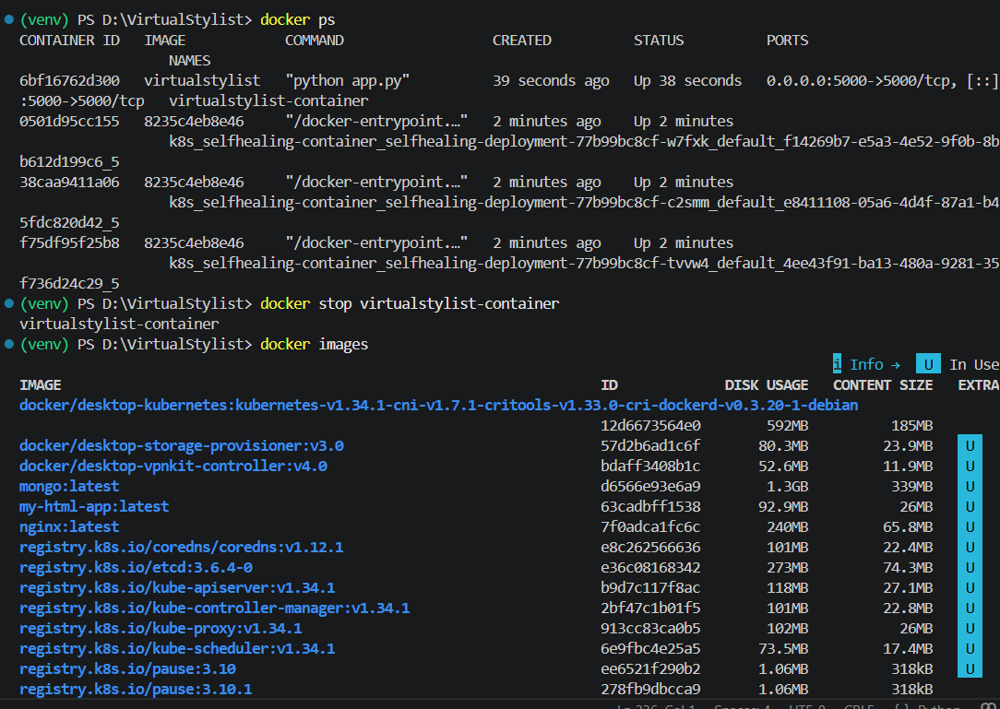 (venv) PS D:\VirtualStylist> docker ps
CONTAINER ID   IMAGE            COMMAND                  CREATED          STATUS          PORTS
                  NAMES
6bf16762d300   virtualstylist   "python app.py"          39 seconds ago   Up 38 seconds   0.0.0.0:5000->5000/tcp, [::]
:5000->5000/tcp   virtualstylist-container
0501d95cc155   8235c4eb8e46     "/docker-entrypoint.…"   2 minutes ago    Up 2 minutes
                  k8s_selfhealing-container_selfhealing-deployment-77b99bc8cf-w7fxk_default_f14269b7-e5a3-4e52-9f0b-8b
b612d199c6_5
38caa9411a06   8235c4eb8e46     "/docker-entrypoint.…"   2 minutes ago    Up 2 minutes
                  k8s_selfhealing-container_selfhealing-deployment-77b99bc8cf-c2smm_default_e8411108-05a6-4d4f-87a1-b4
5fdc820d42_5
f75df95f25b8   8235c4eb8e46     "/docker-entrypoint.…"   2 minutes ago    Up 2 minutes
                  k8s_selfhealing-container_selfhealing-deployment-77b99bc8cf-tvvw4_default_4ee43f91-ba13-480a-9281-35
f736d24c29_5
(venv) PS D:\VirtualStylist> docker stop virtualstylist-container
virtualstylist-container
(venv) PS D:\VirtualStylist> docker images
i Info → U In Use
IMAGE   ID   DISK USAGE   CONTENT SIZE   EXTRA
docker/desktop-kubernetes:kubernetes-v1.34.1-cni-v1.7.1-critools-v1.33.0-cri-dockerd-v0.3.20-1-debian
12d6673564e0   592MB   185MB
docker/desktop-storage-provisioner:v3.0   57d2b6ad1c6f   80.3MB   23.9MB   U
docker/desktop-vpnkit-controller:v4.0   bdaff3408b1c   52.6MB   11.9MB   U
mongo:latest   d6566e93e6a9   1.3GB   339MB   U
my-html-app:latest   63cadbff1538   92.9MB   26MB   U
nginx:latest   7f0adca1fc6c   240MB   65.8MB   U
registry.k8s.io/coredns/coredns:v1.12.1   e8c262566636   101MB   22.4MB   U
registry.k8s.io/etcd:3.6.4-0   e36c08168342   273MB   74.3MB   U
registry.k8s.io/kube-apiserver:v1.34.1   b9d7c117f8ac   118MB   27.1MB   U
registry.k8s.io/kube-controller-manager:v1.34.1   2bf47c1b01f5   101MB   22.8MB   U
registry.k8s.io/kube-proxy:v1.34.1   913cc83ca0b5   102MB   26MB   U
registry.k8s.io/kube-scheduler:v1.34.1   6e9fbc4e25a5   73.5MB   17.4MB   U
registry.k8s.io/pause:3.10   ee6521f290b2   1.06MB   318kB   U
registry.k8s.io/pause:3.10.1   278fb9dbcca9   1.06MB   318kB